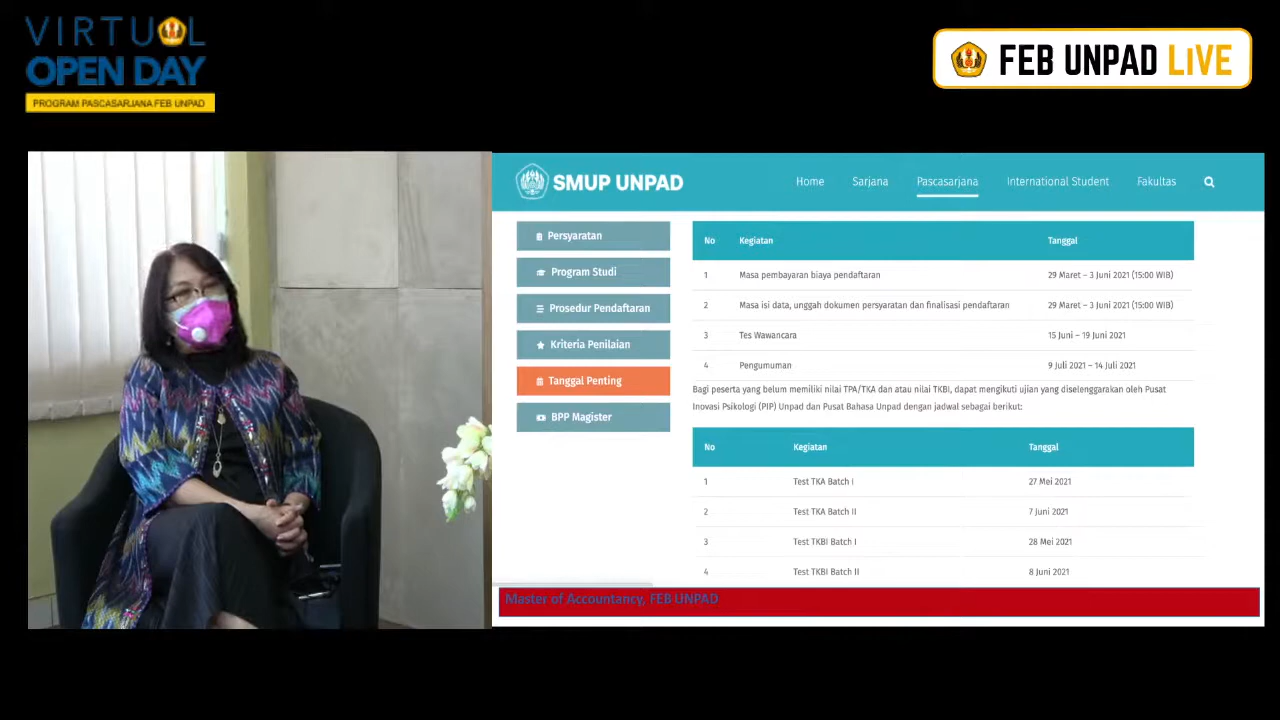 VIRTUAL
OPEN DAY
PROGRAM PASCASARJANA FEB UNPAD
FEB UNPAD LIVE
SMUP UNPAD
Home Sarjana Pascasarjana International Student Fakultas
Persyaratan
Program Studi
Prosedur Pendaftaran
Kriteria Penilaian
Tanggal Penting
BPP Magister
No Kegiatan Tanggal
1 Masa pembayaran biaya pendaftaran 29 Maret – 3 Juni 2021 (15:00 WIB)
2 Masa isi data, unggah dokumen persyaratan dan finalisasi pendaftaran 29 Maret – 3 Juni 2021 (15:00 WIB)
3 Tes Wawancara 15 Juni – 19 Juni 2021
4 Pengumuman 9 Juli 2021 – 14 Juli 2021
Bagi peserta yang belum memiliki nilai TPA/TKA dan atau nilai TKBI, dapat mengikuti ujian yang diselenggarakan oleh Pusat
Inovasi Psikologi (PIP) Unpad dan Pusat Bahasa Unpad dengan jadwal sebagai berikut:
No Kegiatan Tanggal
1 Test TKA Batch I 27 Mei 2021
2 Test TKA Batch II 7 Juni 2021
3 Test TKBI Batch I 28 Mei 2021
4 Test TKBI Batch II 8 Juni 2021
Master of Accountancy, FEB UNPAD